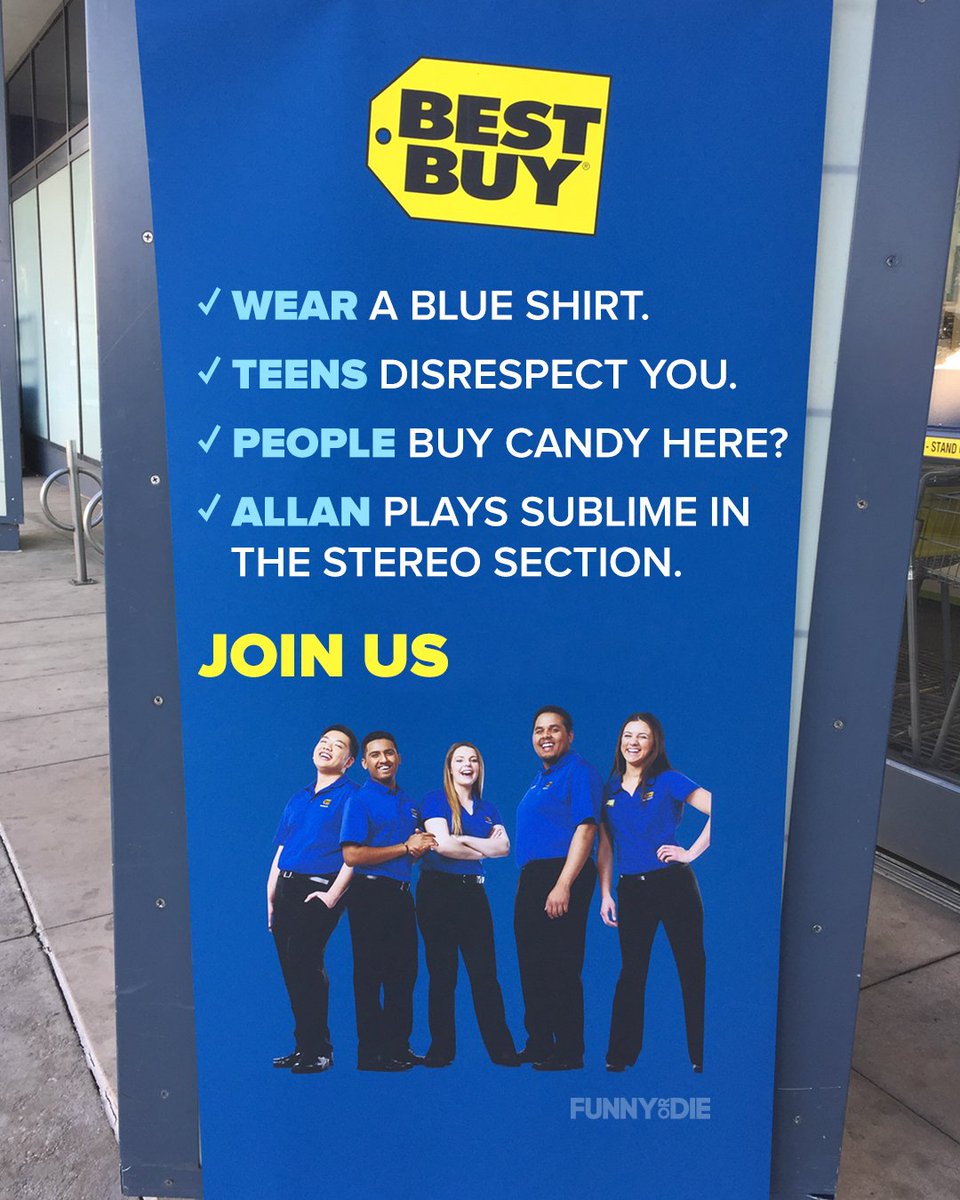 BEST
BUY®
✓ WEAR A BLUE SHIRT.
✓ TEENS DISRESPECT YOU.
✓ PEOPLE BUY CANDY HERE?
✓ ALLAN PLAYS SUBLIME IN
THE STEREO SECTION.
JOIN US
- STAND
FUNNY OR DIE